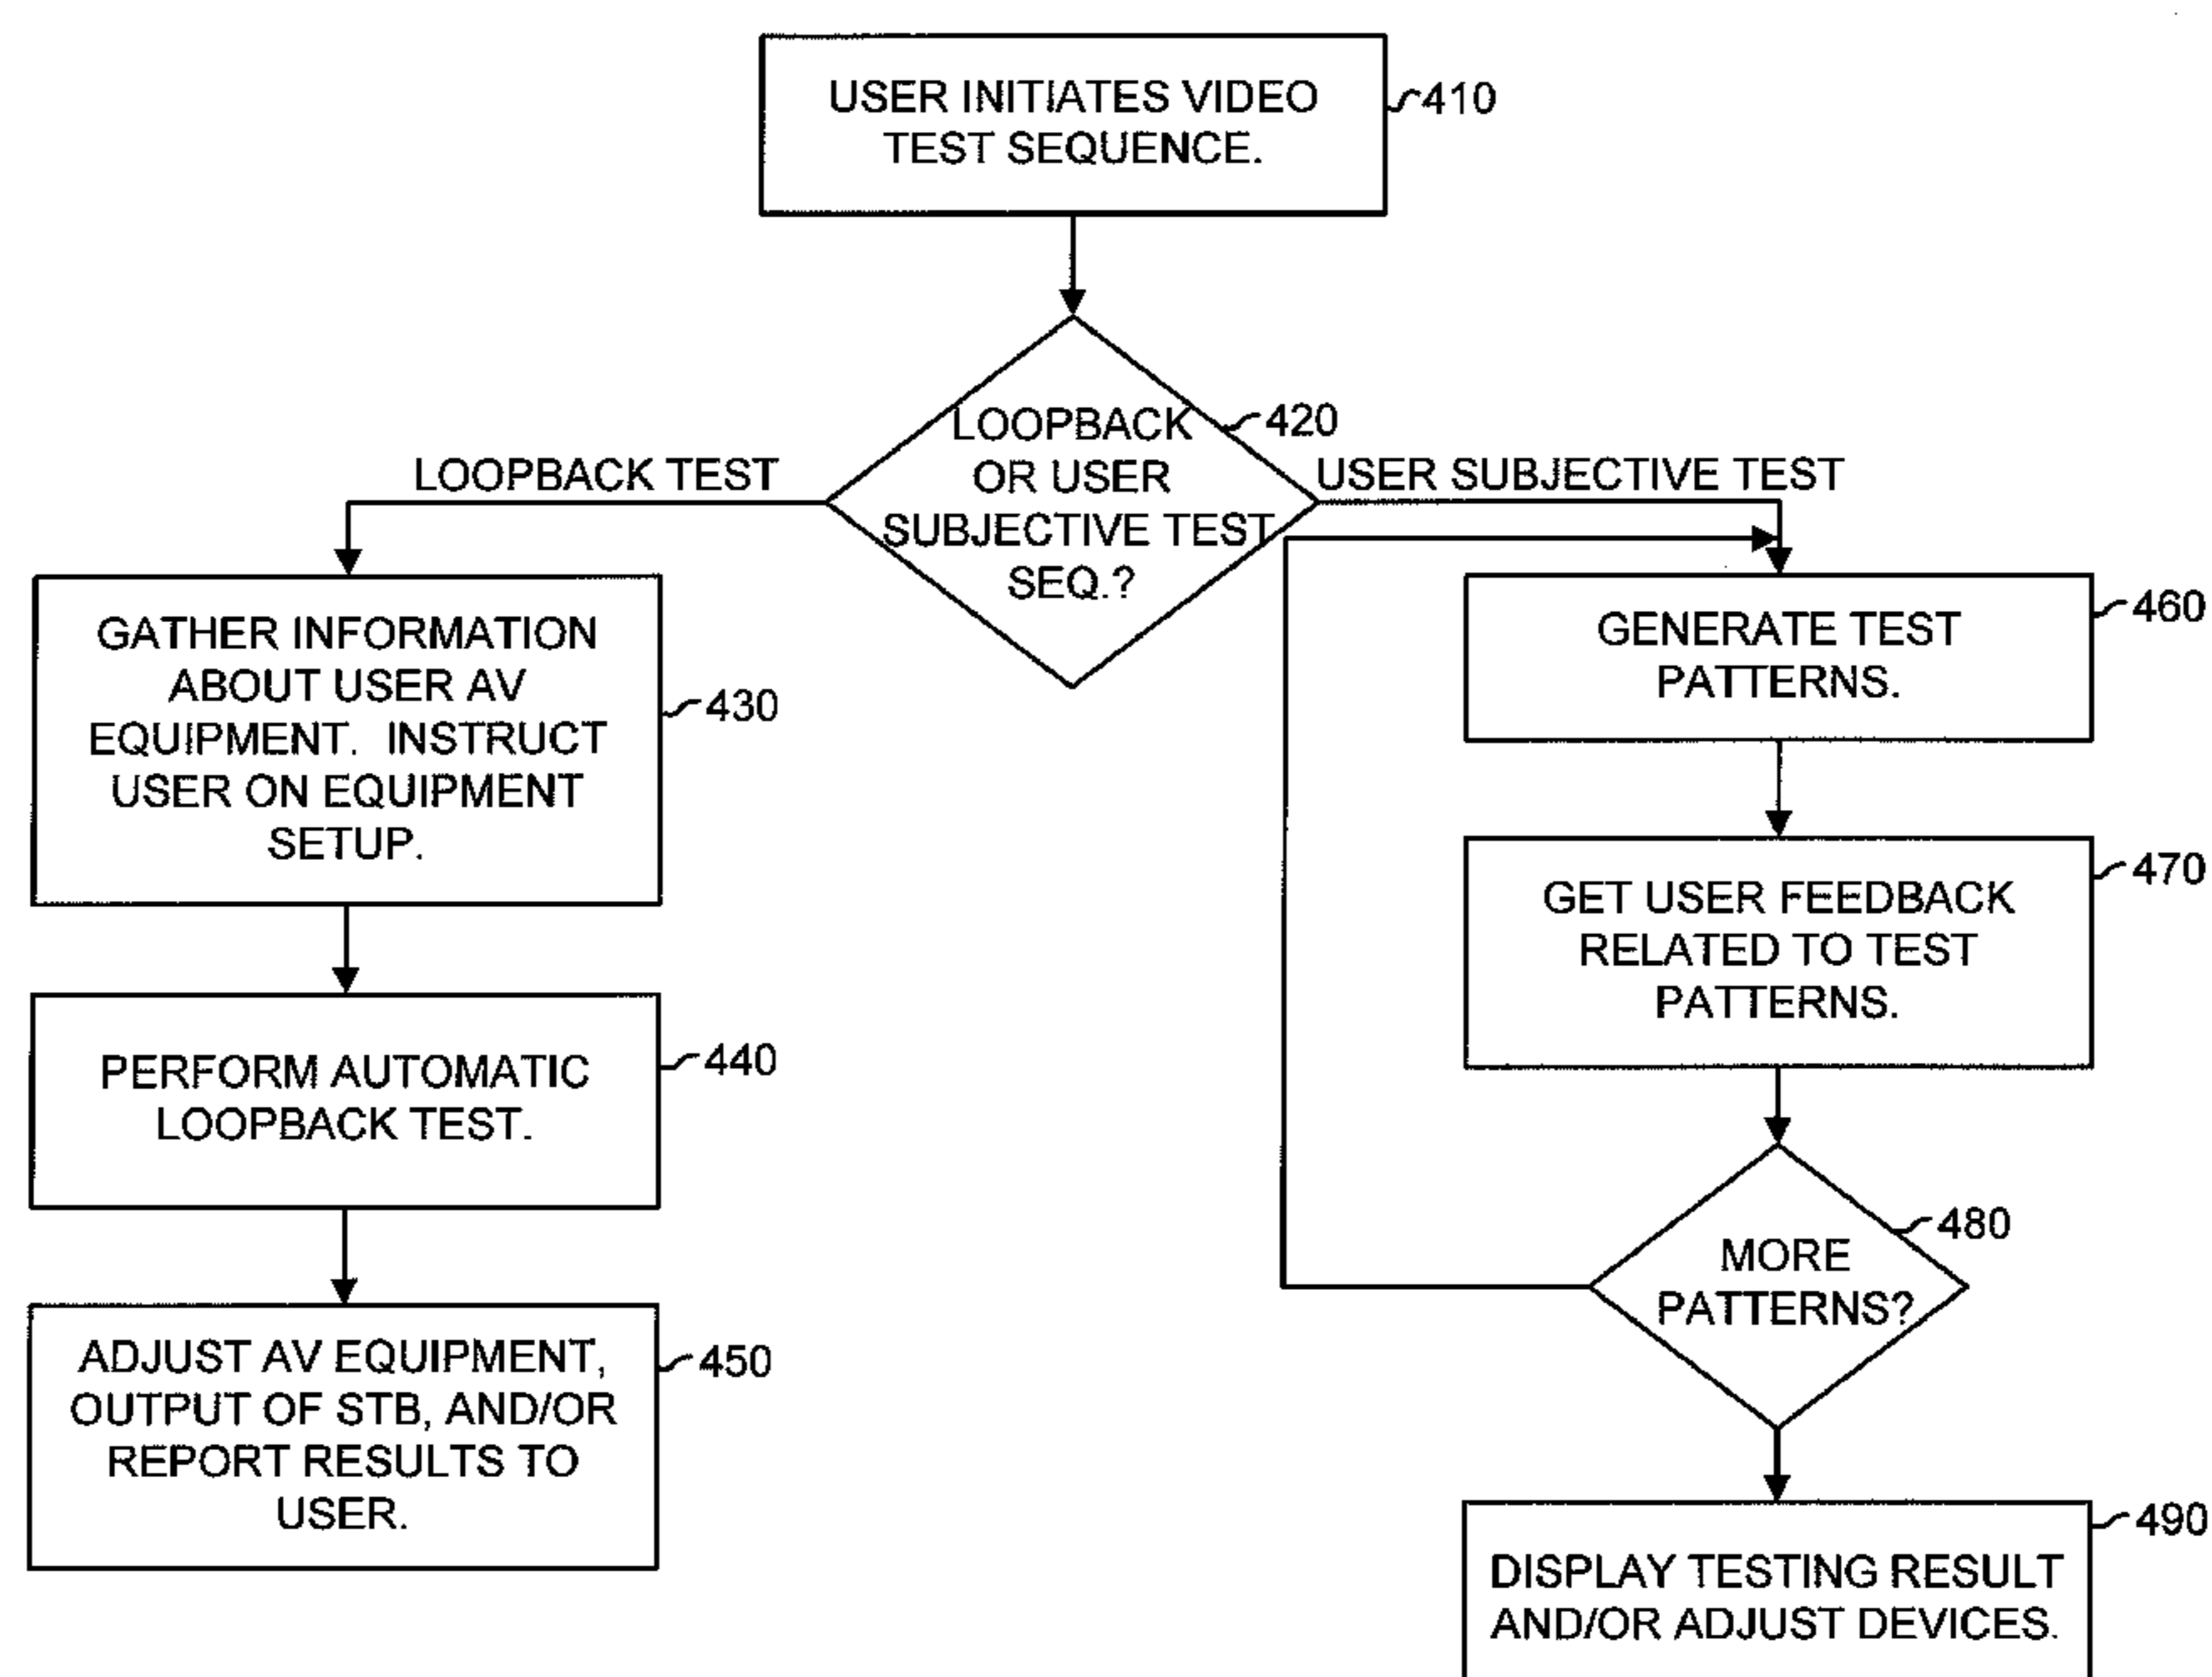 USER INITIATES VIDEO
TEST SEQUENCE.
410
LOOPBACK
OR USER
SUBJECTIVE TEST
SEQ.?
420
LOOPBACK TEST
USER SUBJECTIVE TEST
GATHER INFORMATION
ABOUT USER AV
EQUIPMENT. INSTRUCT
USER ON EQUIPMENT
SETUP.
430
PERFORM AUTOMATIC
LOOPBACK TEST.
440
ADJUST AV EQUIPMENT,
OUTPUT OF STB, AND/OR
REPORT RESULTS TO
USER.
450
GENERATE TEST
PATTERNS.
460
GET USER FEEDBACK
RELATED TO TEST
PATTERNS.
470
MORE
PATTERNS?
480
DISPLAY TESTING RESULT
AND/OR ADJUST DEVICES.
490